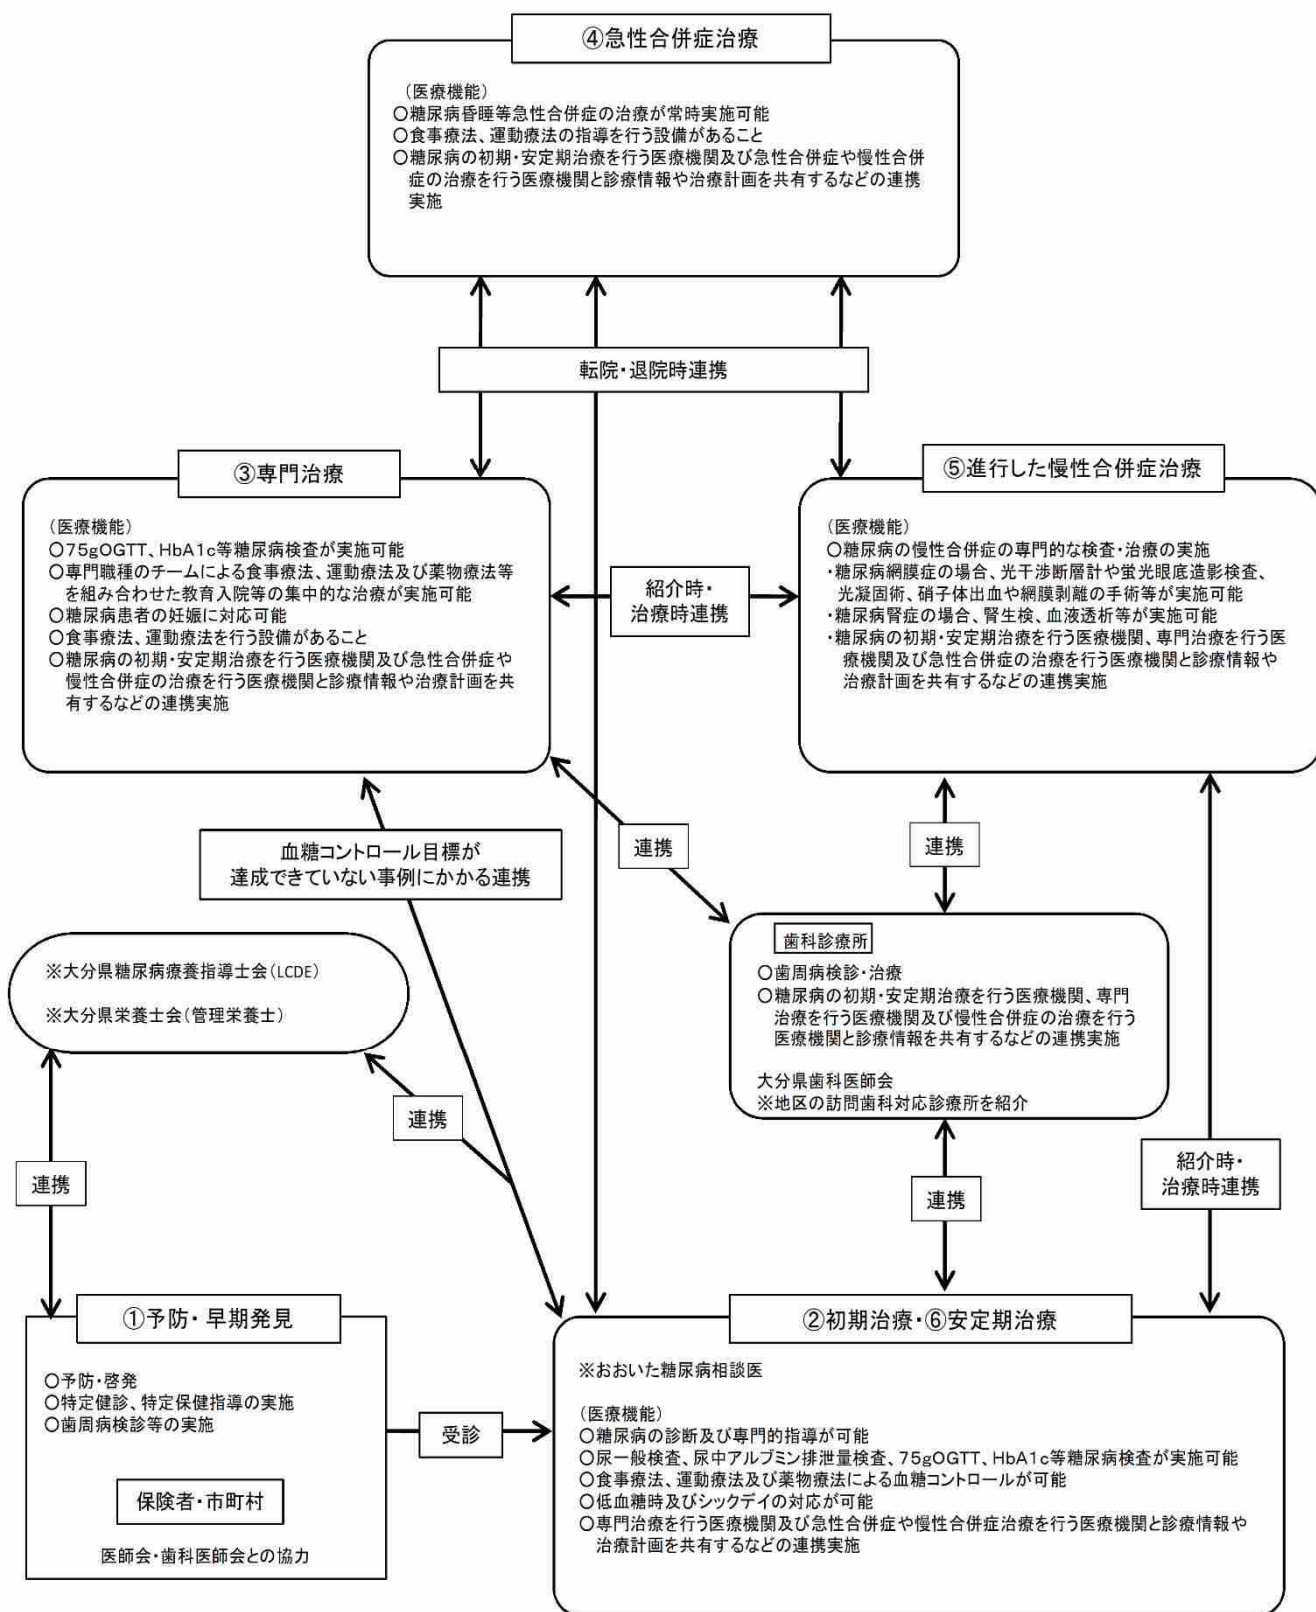 ④急性合併症治療
(医療機能)
○糖尿病昏睡等急性合併症の治療が常時実施可能
○食事療法、運動療法の指導を行う設備があること
○糖尿病の初期・安定期治療を行う医療機関及び急性合併症や慢性合併
症の治療を行う医療機関と診療情報や治療計画を共有するなどの連携
実施
転院・退院時連携
③専門治療
(医療機能)
○75gOGTT、HbA1c等糖尿病検査が実施可能
○専門職種のチームによる食事療法、運動療法及び薬物療法等
を組み合わせた教育入院等の集中的な治療が実施可能
○糖尿病患者の妊娠に対応可能
○食事療法、運動療法を行う設備があること
○糖尿病の初期・安定期治療を行う医療機関及び急性合併症や
慢性合併症の治療を行う医療機関と診療情報や治療計画を共
有するなどの連携実施
紹介時・
治療時連携
⑤進行した慢性合併症治療
(医療機能)
○糖尿病の慢性合併症の専門的な検査・治療の実施
・糖尿病網膜症の場合、光干渉断層計や蛍光眼底造影検査、
光凝固術、硝子体出血や網膜剥離の手術等が実施可能
・糖尿病腎症の場合、腎生検、血液透析等が実施可能
・糖尿病の初期・安定期治療を行う医療機関、専門治療を行う医
療機関及び急性合併症の治療を行う医療機関と診療情報や
治療計画を共有するなどの連携実施
血糖コントロール目標が
達成できていない事例にかかる連携
連携
連携
歯科診療所
○歯周病検診・治療
○糖尿病の初期・安定期治療を行う医療機関、専門
治療を行う医療機関及び慢性合併症の治療を行う
医療機関と診療情報を共有するなどの連携実施
大分県歯科医師会
※地区の訪問歯科対応診療所を紹介
※大分県糖尿病療養指導士会(LCDE)
※大分県栄養士会(管理栄養士)
連携
連携
連携
紹介時・
治療時連携
①予防・早期発見
○予防・啓発
○特定健診、特定保健指導の実施
○歯周病検診等の実施
保険者・市町村
医師会・歯科医師会との協力
受診
②初期治療・⑥安定期治療
※おおいた糖尿病相談医
(医療機能)
○糖尿病の診断及び専門的指導が可能
○尿一般検査、尿中アルブミン排泄量検査、75gOGTT、HbA1c等糖尿病検査が実施可能
○食事療法、運動療法及び薬物療法による血糖コントロールが可能
○低血糖時及びシックデイの対応が可能
○専門治療を行う医療機関及び急性合併症や慢性合併症治療を行う医療機関と診療情報や
治療計画を共有するなどの連携実施